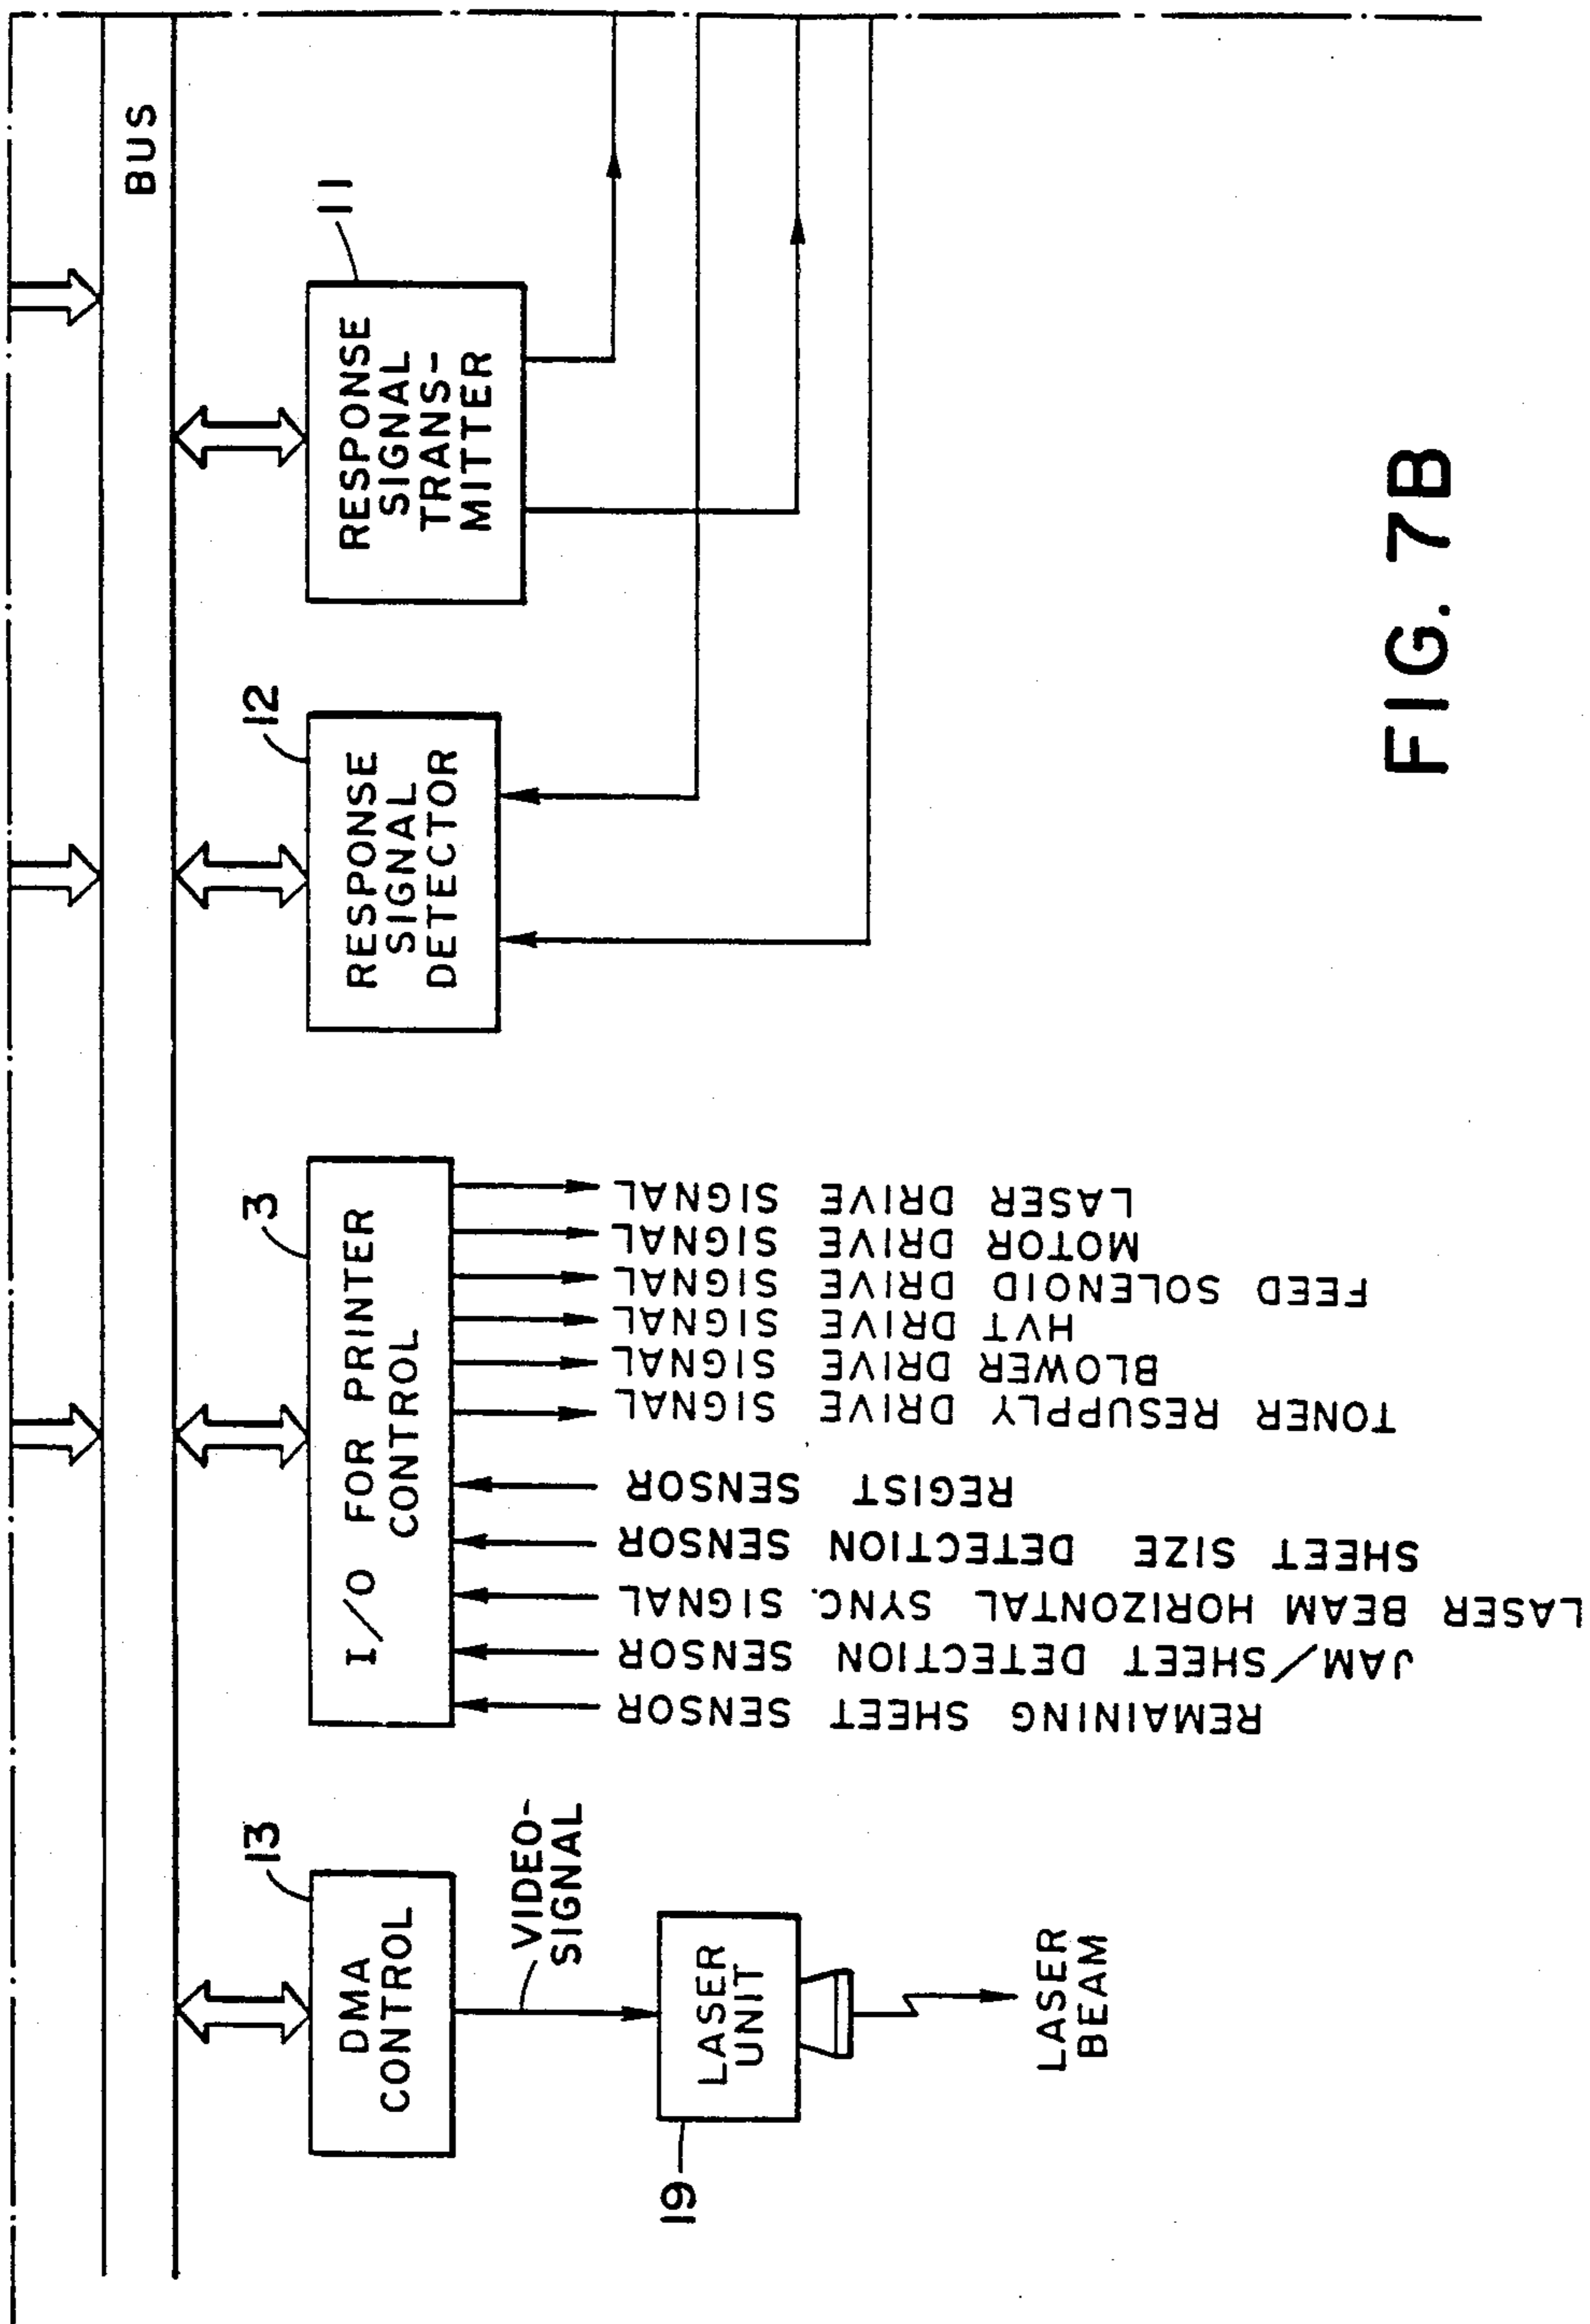 BUS
13
DMA
CONTROL
VIDEO-
SIGNAL
19
LASER
UNIT
LASER
BEAM
3
I/O FOR PRINTER
CONTROL
REMAINING SHEET SENSOR
JAM/SHEET DETECTION SENSOR
LASER BEAM HORIZONTAL SYNC. SIGNAL
SHEET SIZE DETECTION SENSOR
REGIST SENSOR
TONER RESUPPLY DRIVE SIGNAL
BLOWER DRIVE SIGNAL
HVT DRIVE SIGNAL
FEED SOLENOID DRIVE SIGNAL
MOTOR DRIVE SIGNAL
LASER DRIVE SIGNAL
12
RESPONSE
SIGNAL
DETECTOR
11
RESPONSE
SIGNAL
TRANS-
MITTER
FIG. 7B